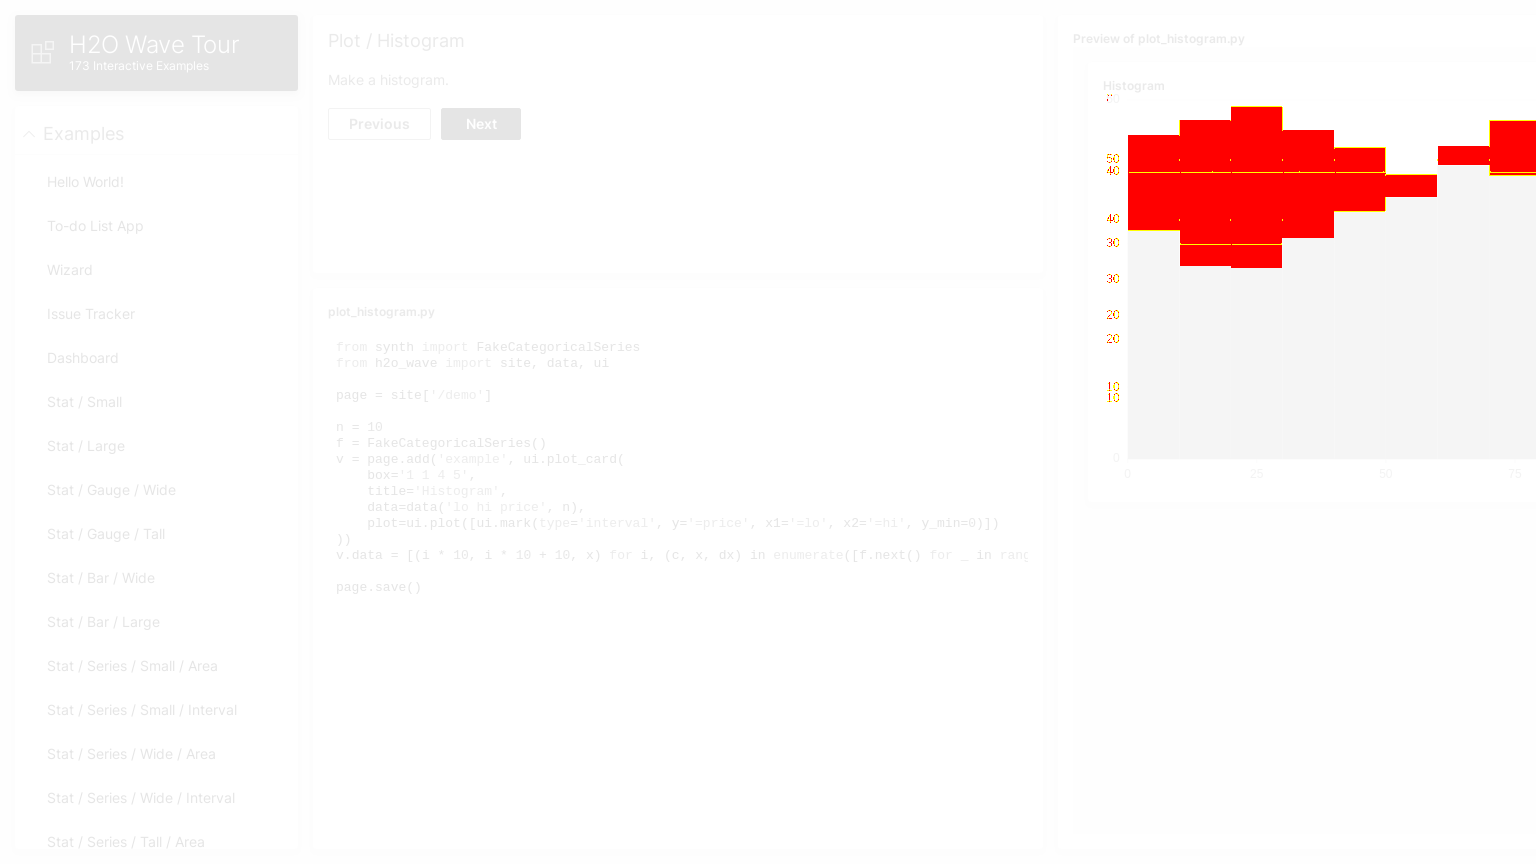 H2O Wave Tour
173 Interactive Examples
Examples
Hello World!
To-do List App
Wizard
Issue Tracker
Dashboard
Stat / Small
Stat / Large
Stat / Gauge / Wide
Stat / Gauge / Tall
Stat / Bar / Wide
Stat / Bar / Large
Stat / Series / Small / Area
Stat / Series / Small / Interval
Stat / Series / Wide / Area
Stat / Series / Wide / Interval
Stat / Series / Tall / Area
Plot / Histogram
Make a histogram.
Previous
Next
plot_histogram.py
from synth import FakeCategoricalSeries
from h2o_wave import site, data, ui
page = site['/demo']
n = 10
f = FakeCategoricalSeries()
v = page.add('example', ui.plot_card(
box='1 1 4 5',
title='Histogram',
data=data('lo hi price', n),
plot=ui.plot([ui.mark(type='interval', y='=price', x1='=lo', x2='=hi', y_min=0)])
))
v.data = [(i * 10, i * 10 + 10, x) for i, (c, x, dx) in enumerate([f.next() for _ in rang
page.save()
Preview of plot_histogram.py
Histogram
50
40
40
30
30
20
20
10
10
0
0
25
50
75